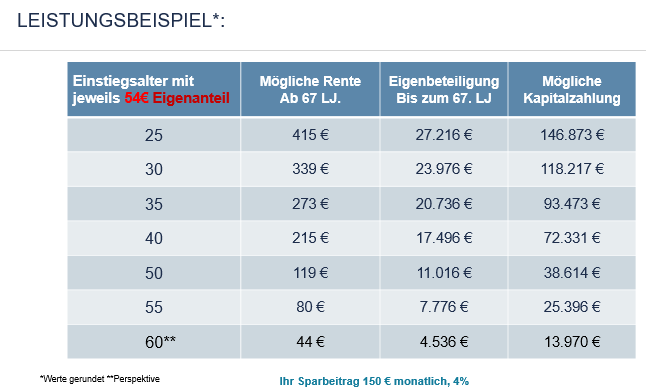 LEISTUNGSBEISPIEL*:
Einstiegsalter mit jeweils 54€ Eigenanteil
Mögliche Rente Ab 67 LJ.
Eigenbeteiligung Bis zum 67. LJ
Mögliche Kapitalzahlung
25 415 € 27.216 € 146.873 €
30 339 € 23.976 € 118.217 €
35 273 € 20.736 € 93.473 €
40 215 € 17.496 € 72.331 €
50 119 € 11.016 € 38.614 €
55 80 € 7.776 € 25.396 €
60** 44 € 4.536 € 13.970 €
*Werte gerundet **Perspektive
Ihr Sparbeitrag 150 € monatlich, 4%